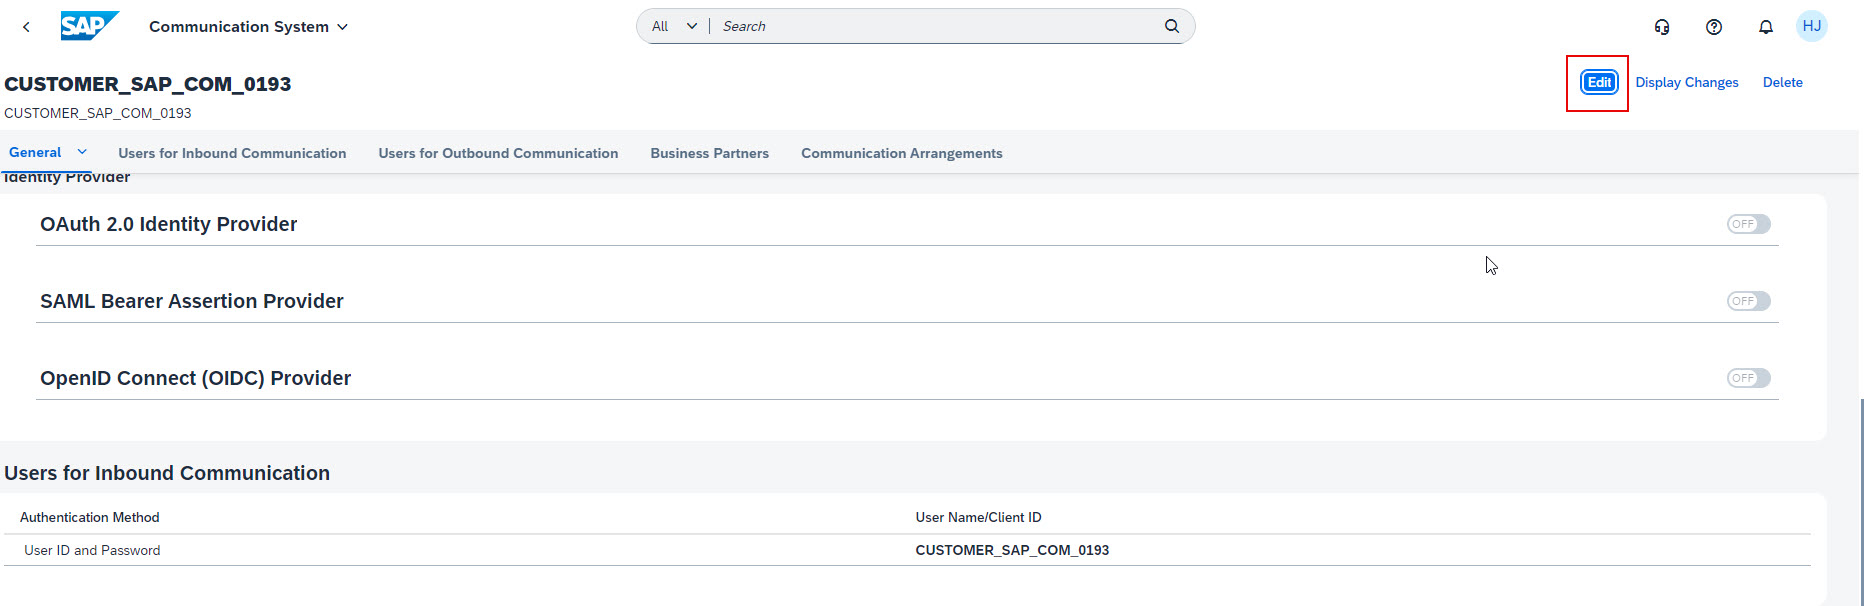 SAP Communication System All Search HJ
CUSTOMER_SAP_COM_0193
Edit Display Changes Delete
CUSTOMER_SAP_COM_0193
General Users for Inbound Communication Users for Outbound Communication Business Partners Communication Arrangements
Identity Provider
OAuth 2.0 Identity Provider OFF
SAML Bearer Assertion Provider OFF
OpenID Connect (OIDC) Provider OFF
Users for Inbound Communication
Authentication Method User Name/Client ID
User ID and Password CUSTOMER_SAP_COM_0193